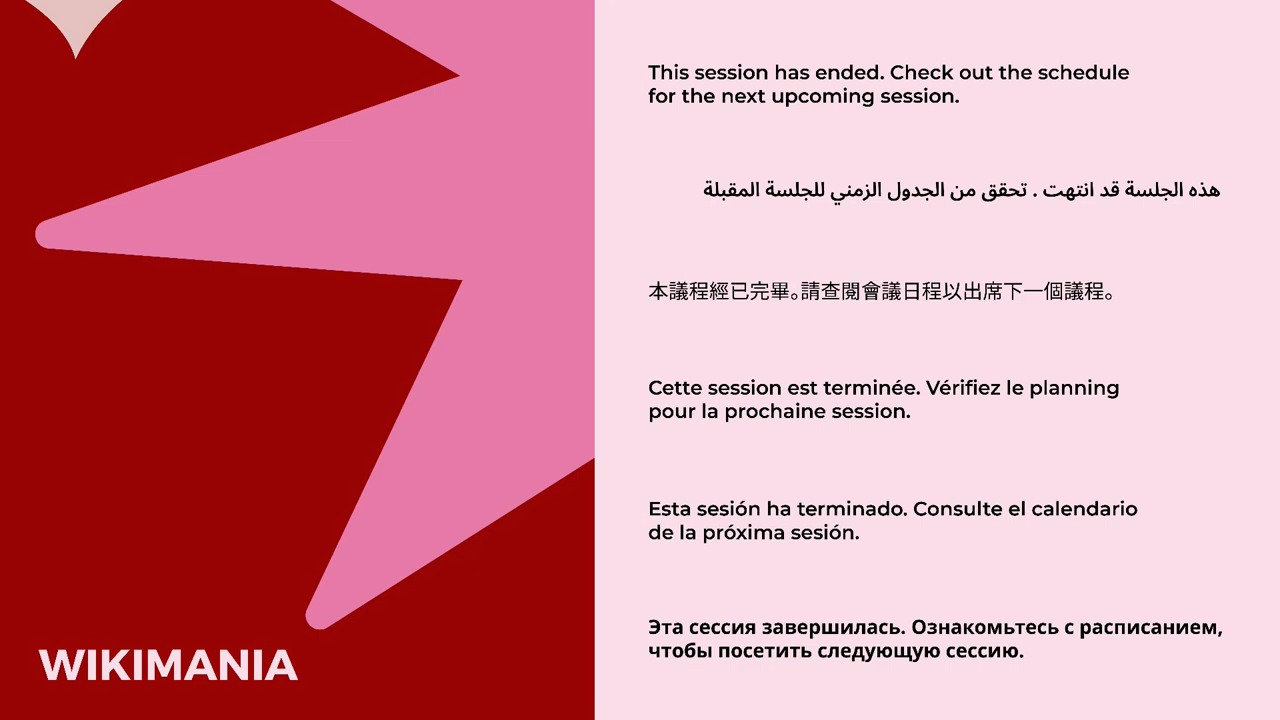 This session has ended. Check out the schedule
for the next upcoming session.
هذه الجلسة قد انتهت . تحقق من الجدول الزمني للجلسة المقبلة
本議程經已完畢。請查閱會議日程以出席下一個議程。
Cette session est terminée. Vérifiez le planning
pour la prochaine session.
Esta sesión ha terminado. Consulte el calendario
de la próxima sesión.
Эта сессия завершилась. Ознакомьтесь с расписанием,
чтобы посетить следующую сессию.
WIKIMANIA